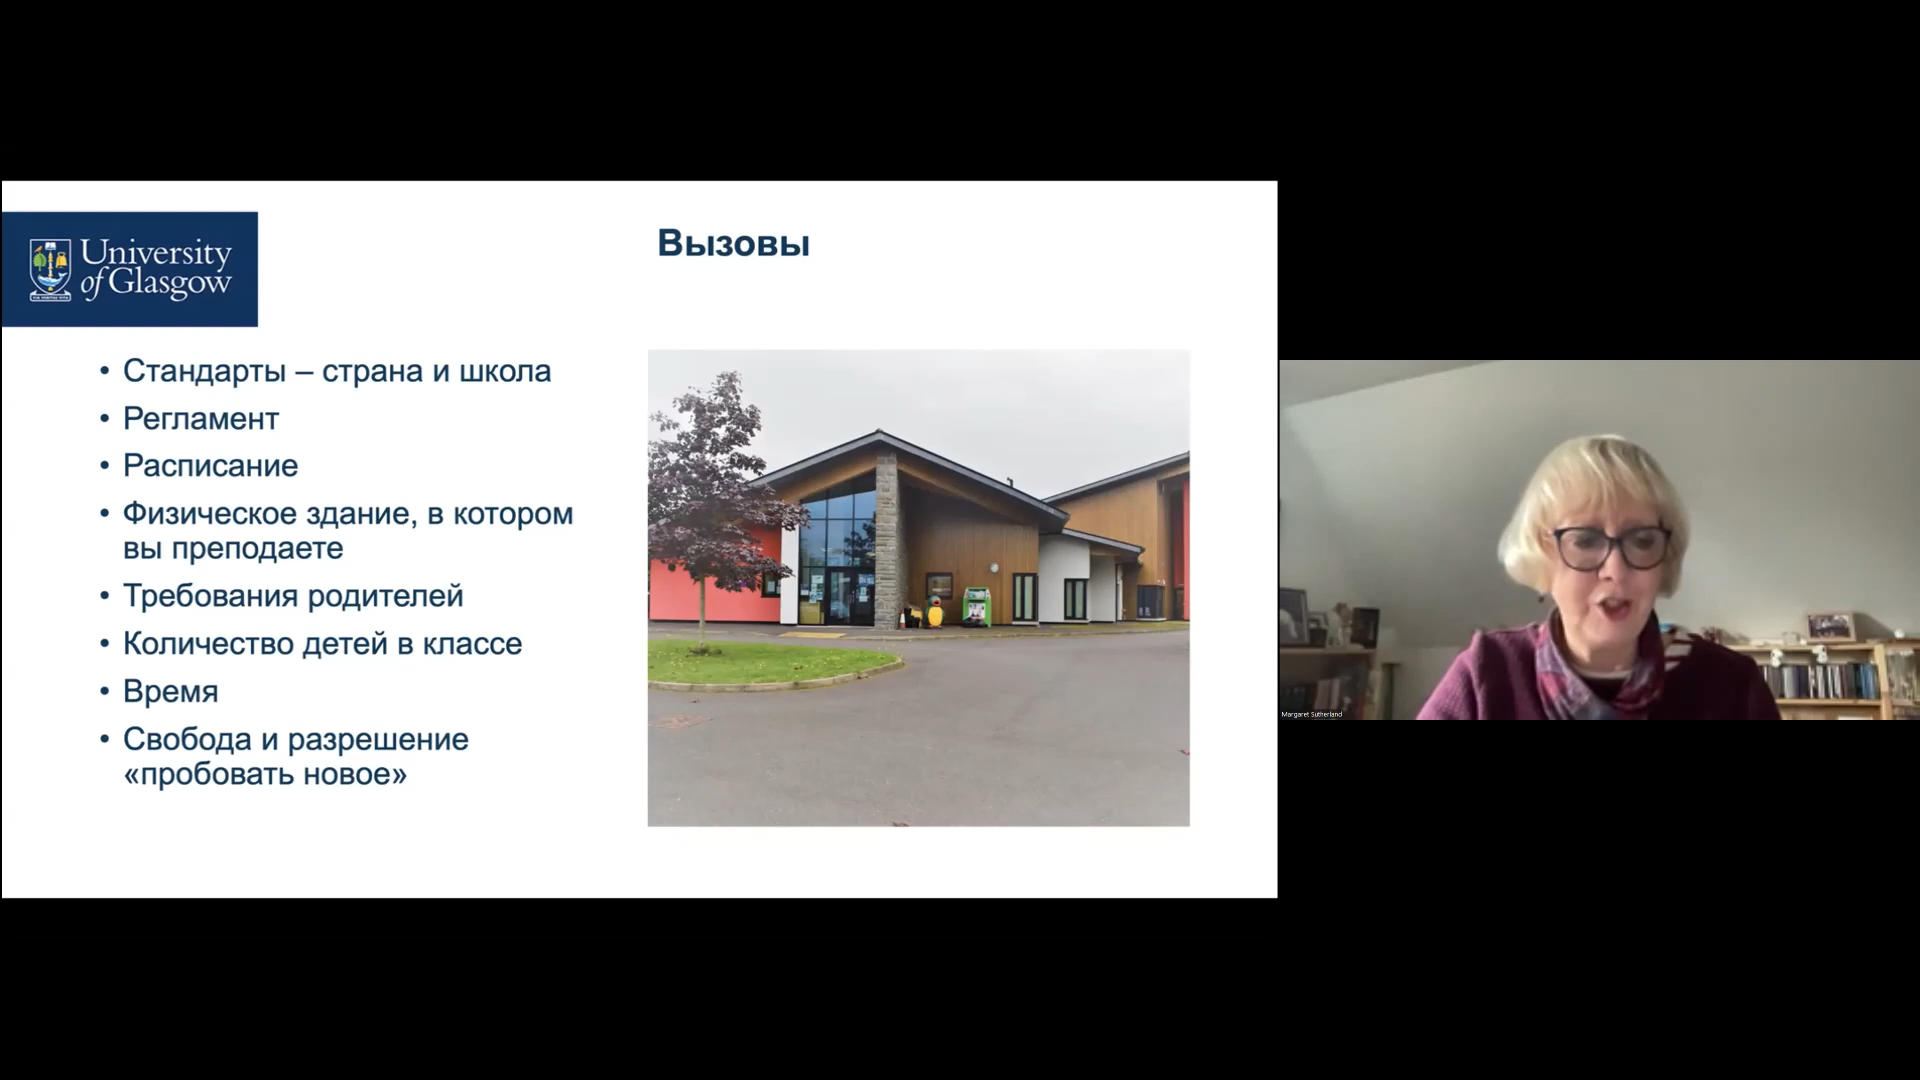 University
of Glasgow
Вызовы
• Стандарты – страна и школа
• Регламент
• Расписание
• Физическое здание, в котором
вы преподаете
• Требования родителей
• Количество детей в классе
• Время
• Свобода и разрешение
«пробовать новое»
Margaret Sutherland